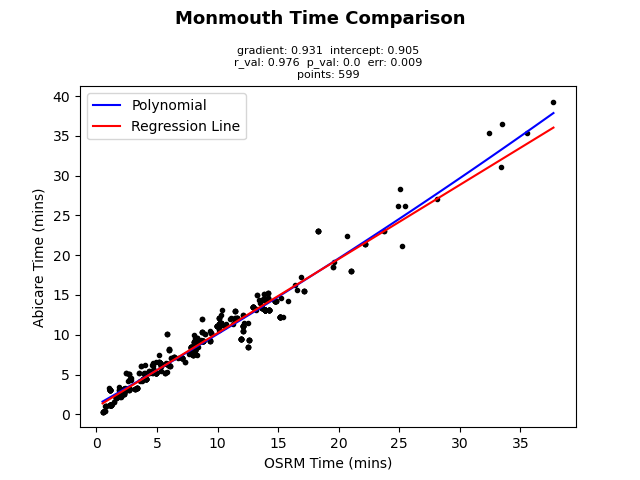 Monmouth Time Comparison
gradient: 0.931  intercept: 0.905
r_val: 0.976  p_val: 0.0  err: 0.009
points: 599
Polynomial
Regression Line
40
35
30
25
20
15
10
5
0
Abicare Time (mins)
0 5 10 15 20 25 30 35
OSRM Time (mins)